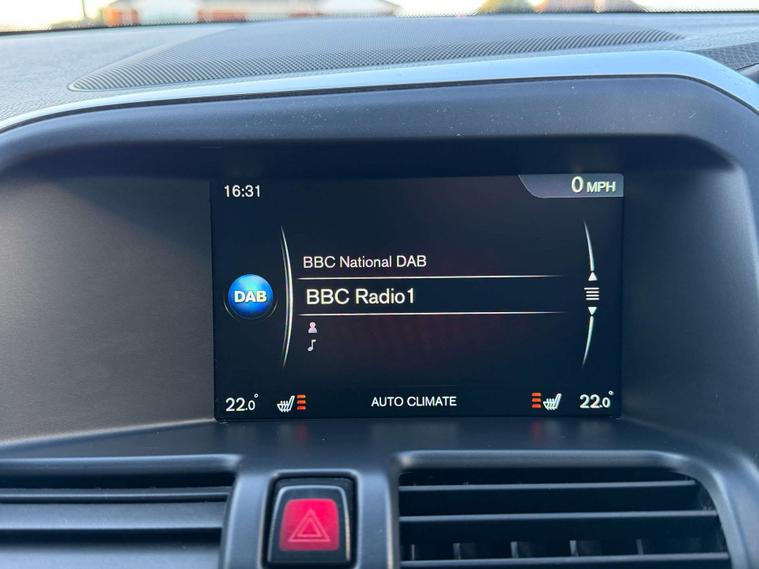 16:31
0 MPH
BBC National DAB
DAB
BBC Radio1
22.0°
AUTO CLIMATE
22.0°